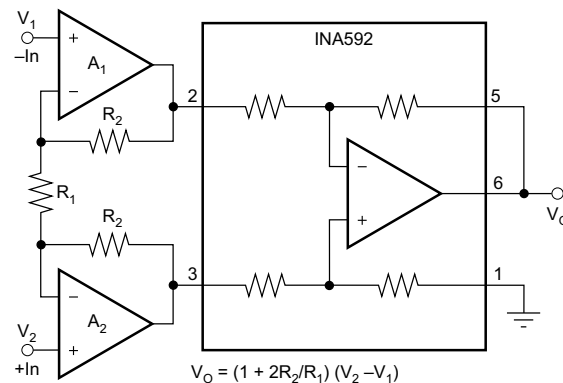 V1
–In
+
A1
–
R2
R1
R2
–
A2
+
V2
+In
INA592
2
5
–
6
+
3
1
VO
VO = (1 + 2R2/R1) (V2 –V1)